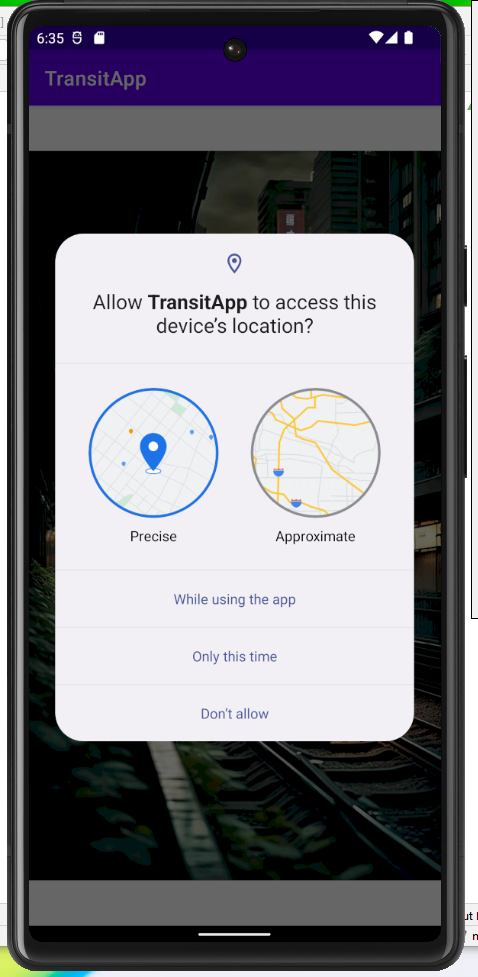 6:35
TransitApp
Allow TransitApp to access this
device's location?
Precise
Approximate
While using the app
Only this time
Don't allow